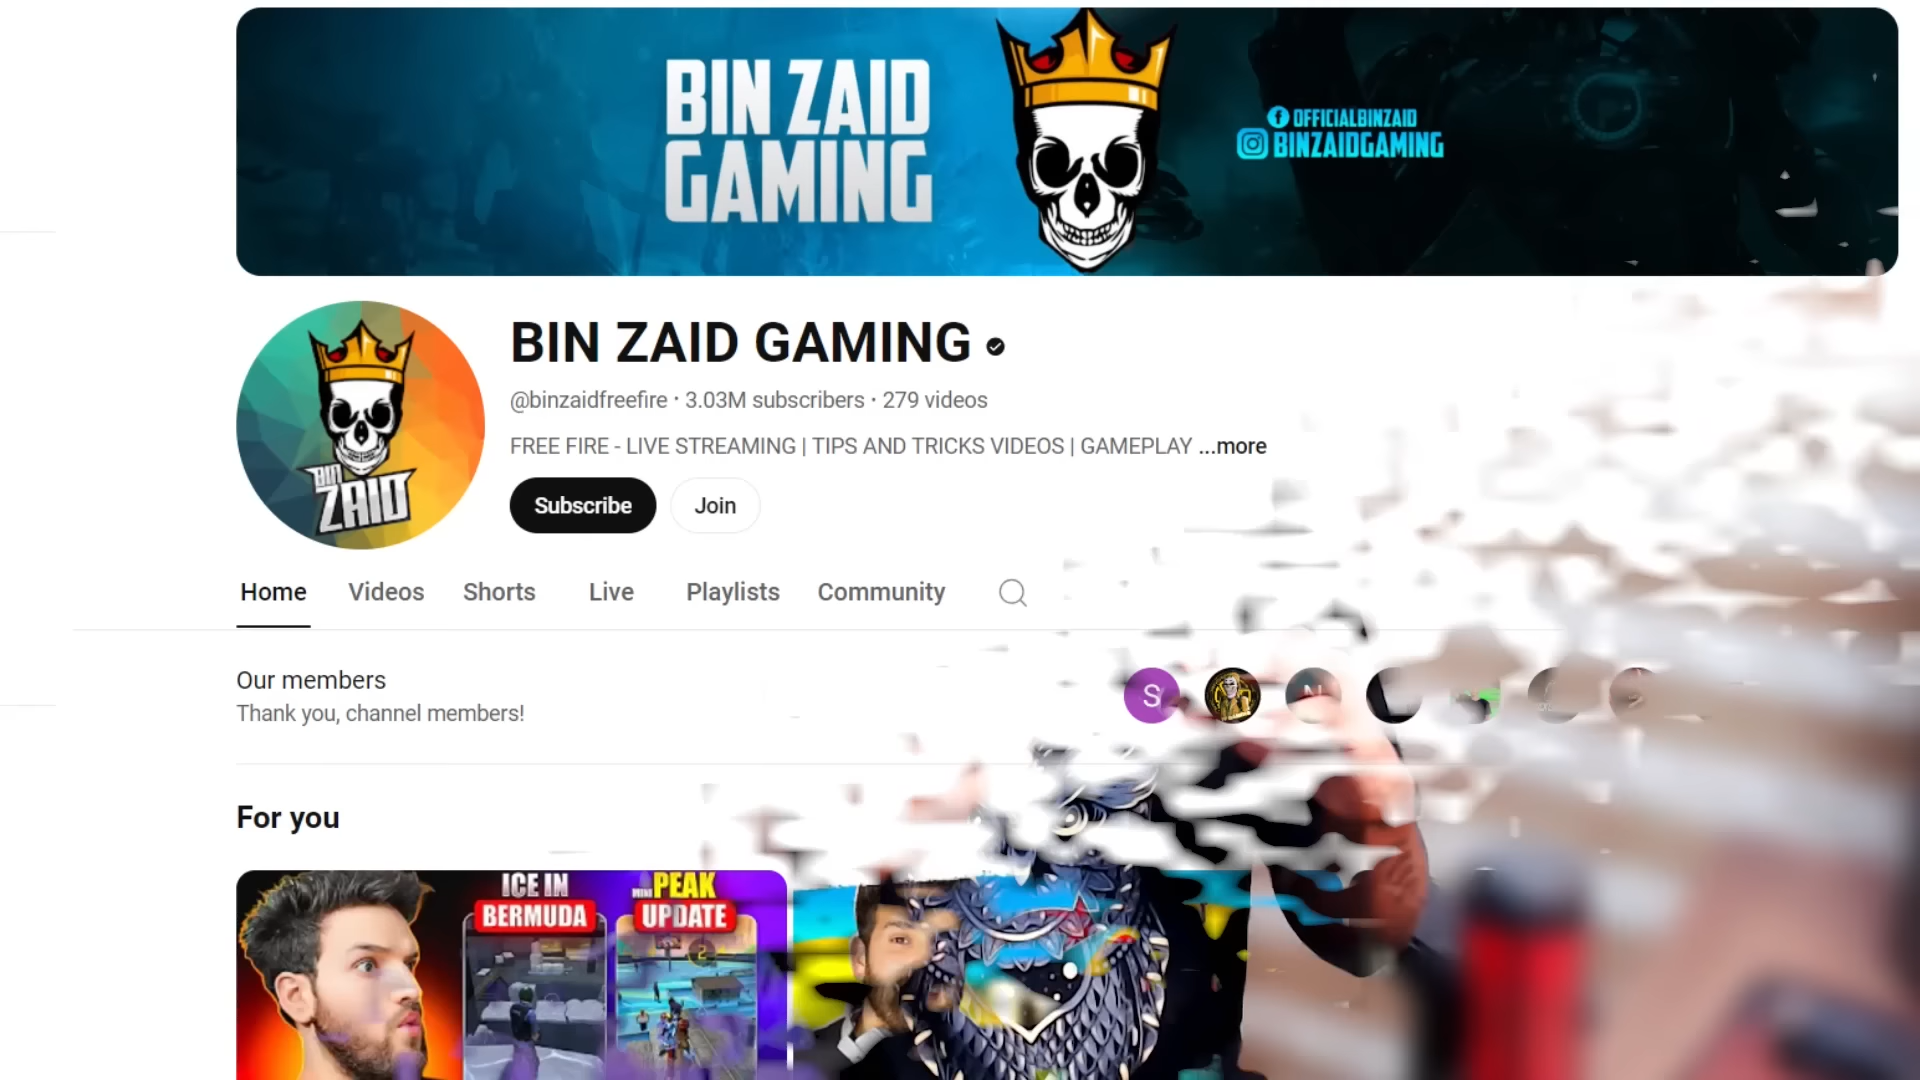 BIN ZAID
GAMING
OFFICIALBINZAID
BINZAIDGAMING
BIN ZAID GAMING
@binzaidfreefire · 3.03M subscribers · 279 videos
FREE FIRE - LIVE STREAMING | TIPS AND TRICKS VIDEOS | GAMEPLAY ...more
BIN
ZAID
Subscribe Join
Home Videos Shorts Live Playlists Community
Our members
Thank you, channel members!
S
For you
ICE IN
BERMUDA
MINI PEAK
UPDATE